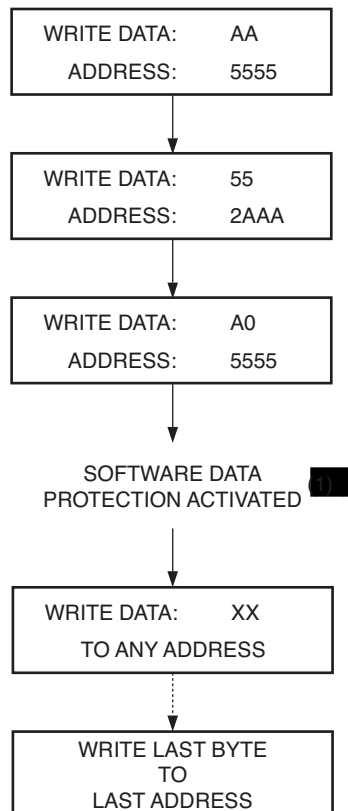 WRITE DATA: AA
ADDRESS: 5555
WRITE DATA: 55
ADDRESS: 2AAA
WRITE DATA: A0
ADDRESS: 5555
SOFTWARE DATA
PROTECTION ACTIVATED (1)
WRITE DATA: XX
TO ANY ADDRESS
WRITE LAST BYTE
TO
LAST ADDRESS